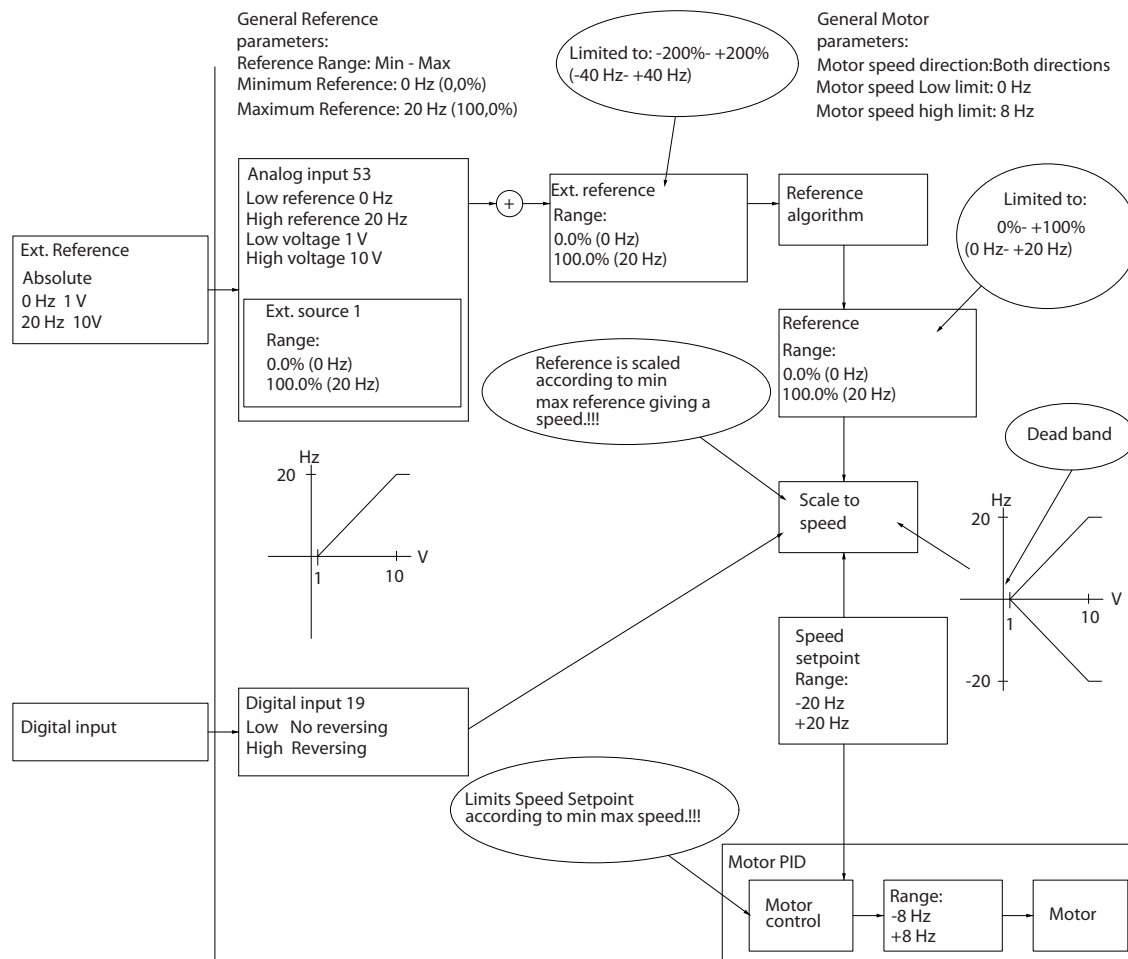 General Reference
parameters:
Reference Range: Min - Max
Minimum Reference: 0 Hz (0,0%)
Maximum Reference: 20 Hz (100,0%)
Limited to: -200%- +200%
(-40 Hz- +40 Hz)
General Motor
parameters:
Motor speed direction:Both directions
Motor speed Low limit: 0 Hz
Motor speed high limit: 8 Hz
Ext. Reference
Absolute
0 Hz 1 V
20 Hz 10V
Analog input 53
Low reference 0 Hz
High reference 20 Hz
Low voltage 1 V
High voltage 10 V
Ext. source 1
Range:
0.0% (0 Hz)
100.0% (20 Hz)
+
Ext. reference
Range:
0.0% (0 Hz)
100.0% (20 Hz)
Reference
algorithm
Limited to:
0%- +100%
(0 Hz- +20 Hz)
Reference
Range:
0.0% (0 Hz)
100.0% (20 Hz)
Reference is scaled
according to min
max reference giving a
speed.!!!
Dead band
Hz
20
1
10
V
Scale to
speed
Hz
20
1
10
V
-20
Speed
setpoint
Range:
-20 Hz
+20 Hz
Digital input
Digital input 19
Low No reversing
High Reversing
Limits Speed Setpoint
according to min max speed.!!!
Motor PID
Motor
control
Range:
-8 Hz
+8 Hz
Motor